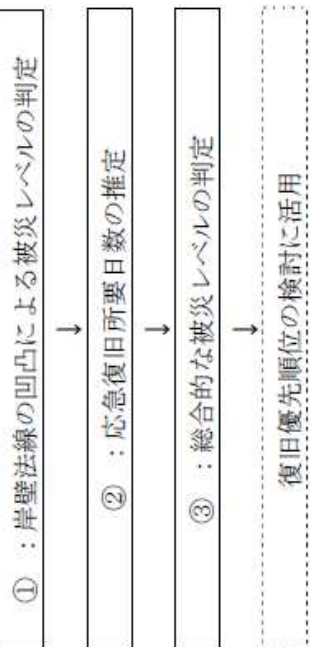 ① ：岸壁法線の凹凸による被災レベルの判定
↓
② ：応急復旧所要日数の推定
↓
③ ：総合的な被災レベルの判定
↓
復旧優先順位の検討に活用